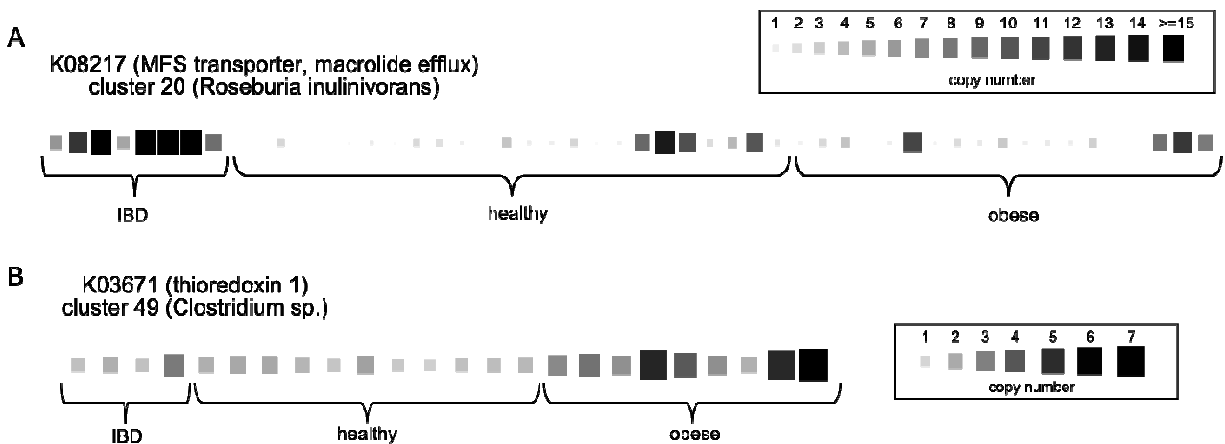 A
K08217 (MFS transporter, macrolide efflux)
cluster 20 (Roseburia inulinivorans)
1 2 3 4 5 6 7 8 9 10 11 12 13 14 >=15
copy number
IBD healthy obese
B
K03671 (thioredoxin 1)
cluster 49 (Clostridium sp.)
1 2 3 4 5 6 7
copy number
IBD healthy obese